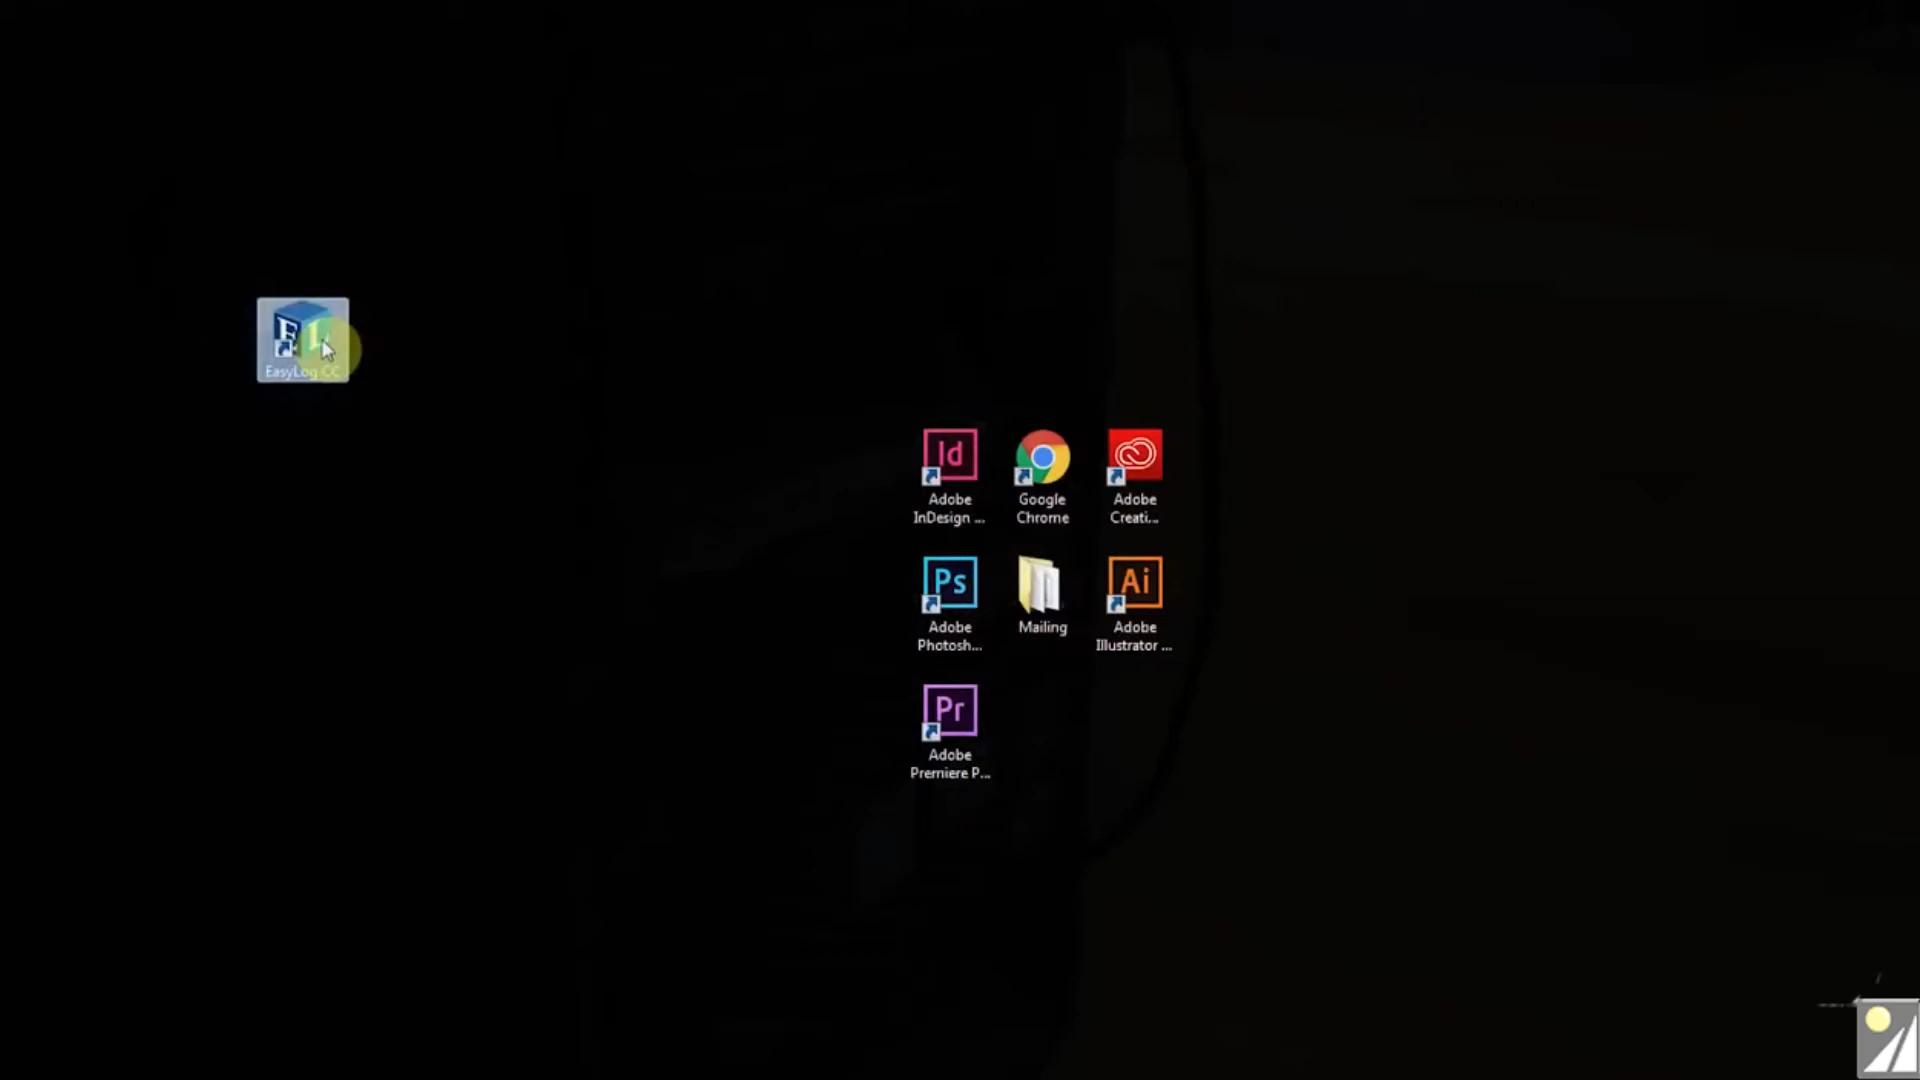 EL
EasyLog CC
Id
Adobe
InDesign ...
Google
Chrome
Adobe
Creati...
Ps
Adobe
Photosh...
Mailing
Ai
Adobe
Illustrator ...
Pr
Adobe
Premiere P...